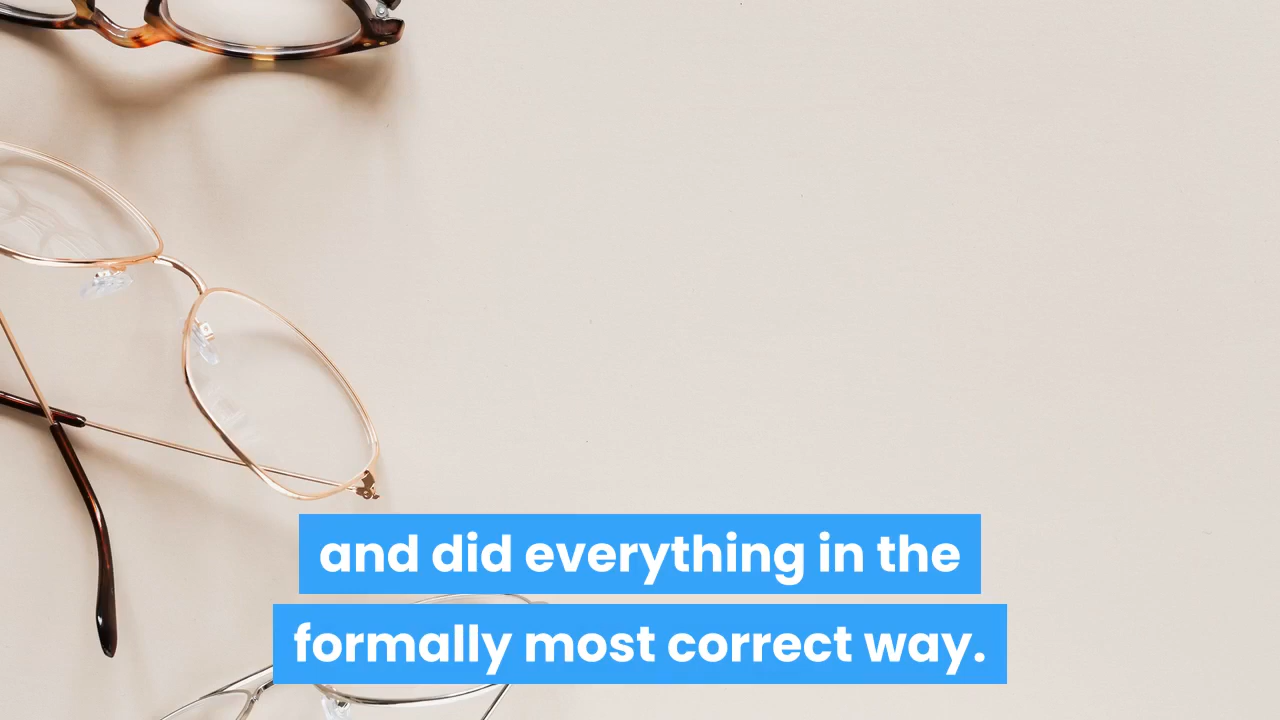 and did everything in the
formally most correct way.